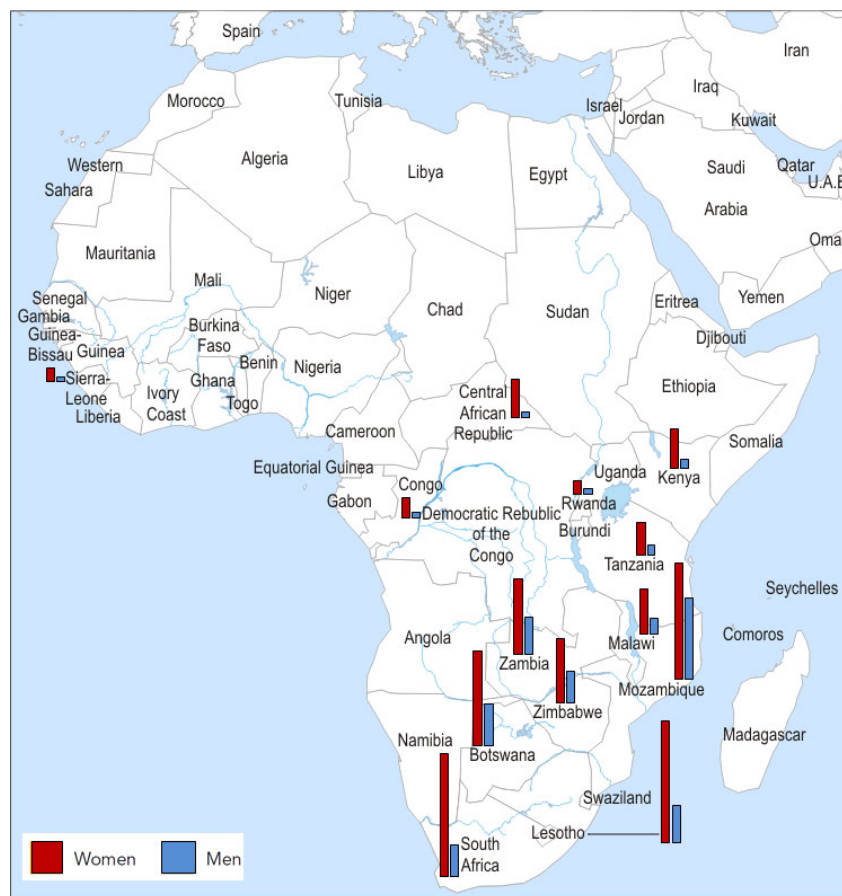 Spain
Iran
Morocco
Tunisia
Iraq
Israel
Jordan
Kuwait
Algeria
Western
Sahara
Libya
Egypt
Saudi
Arabia
Qatar
U.A.E
Oma
Mauritania
Mali
Niger
Chad
Sudan
Eritrea
Yemen
Senegal
Gambia
Guinea-
Bissau
Guinea
Burkina
Faso
Djibouti
Sierra-
Leone
Liberia
Ivory
Coast
Ghana
Togo
Benin
Nigeria
Central
African
Republic
Ethiopia
Cameroon
Somalia
Equatorial Guinea
Gabon
Congo
Uganda
Kenya
Rwanda
Burundi
Democratic Rebublic
of the
Congo
Tanzania
Seychelles
Comoros
Angola
Zambia
Malawi
Mozambique
Zimbabwe
Namibia
Botswana
Madagascar
Swaziland
Lesotho
South
Africa
Women
Men